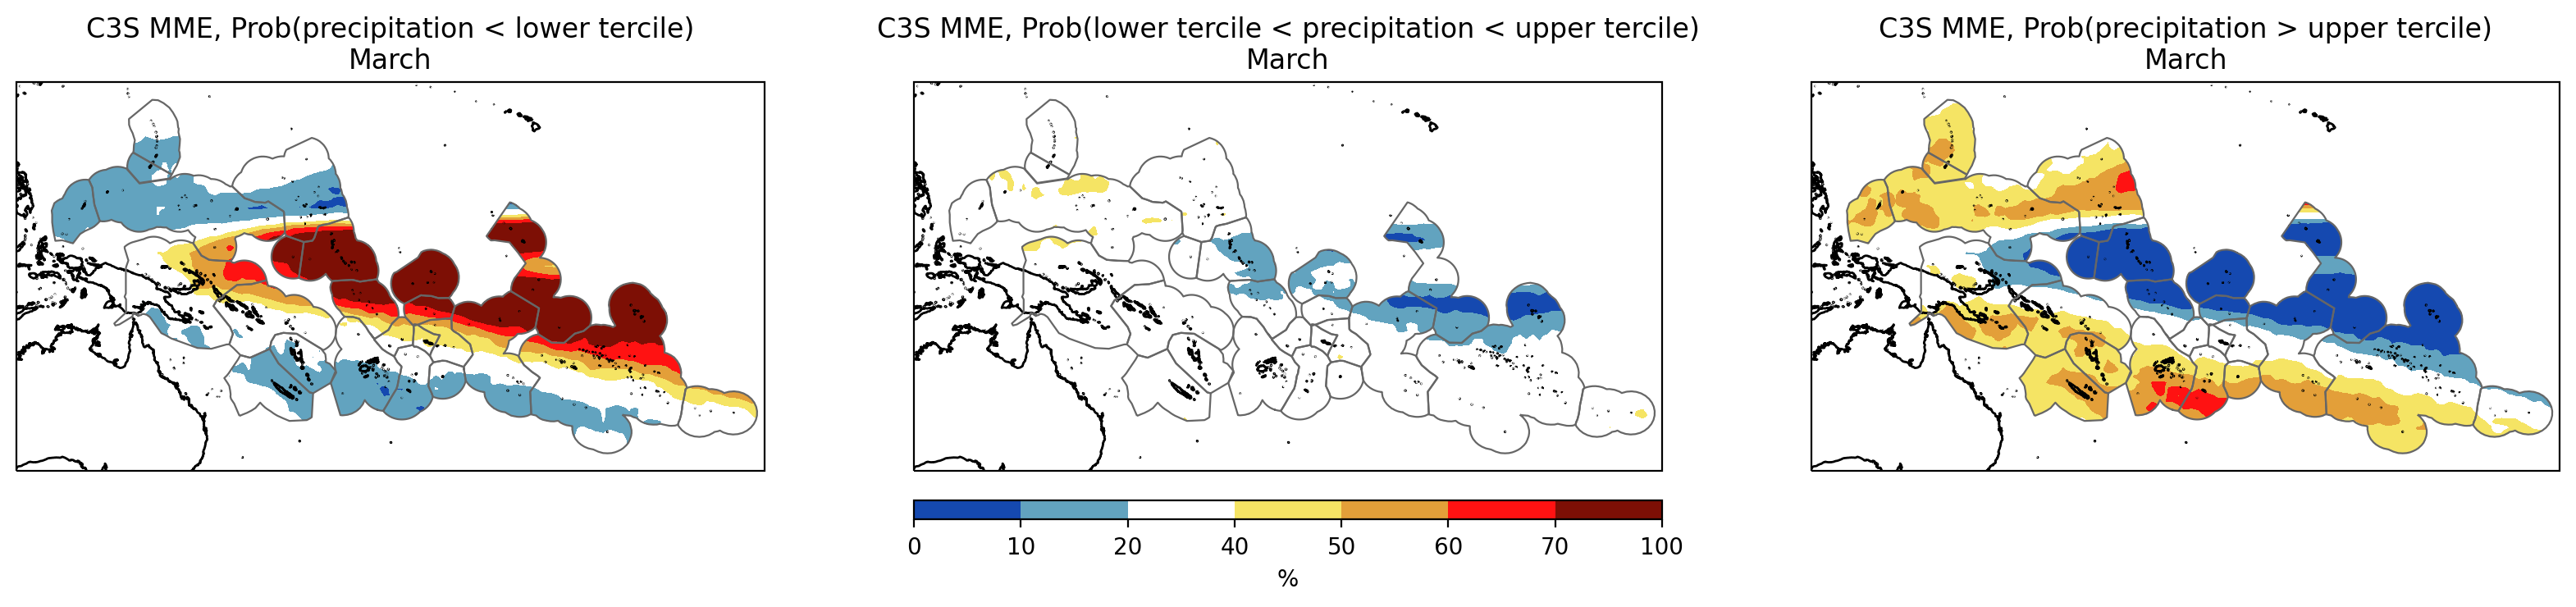 C3S MME, Prob(precipitation < lower tercile)
March
C3S MME, Prob(lower tercile < precipitation < upper tercile)
March
C3S MME, Prob(precipitation > upper tercile)
March
0 10 20 40 50 60 70 100
%